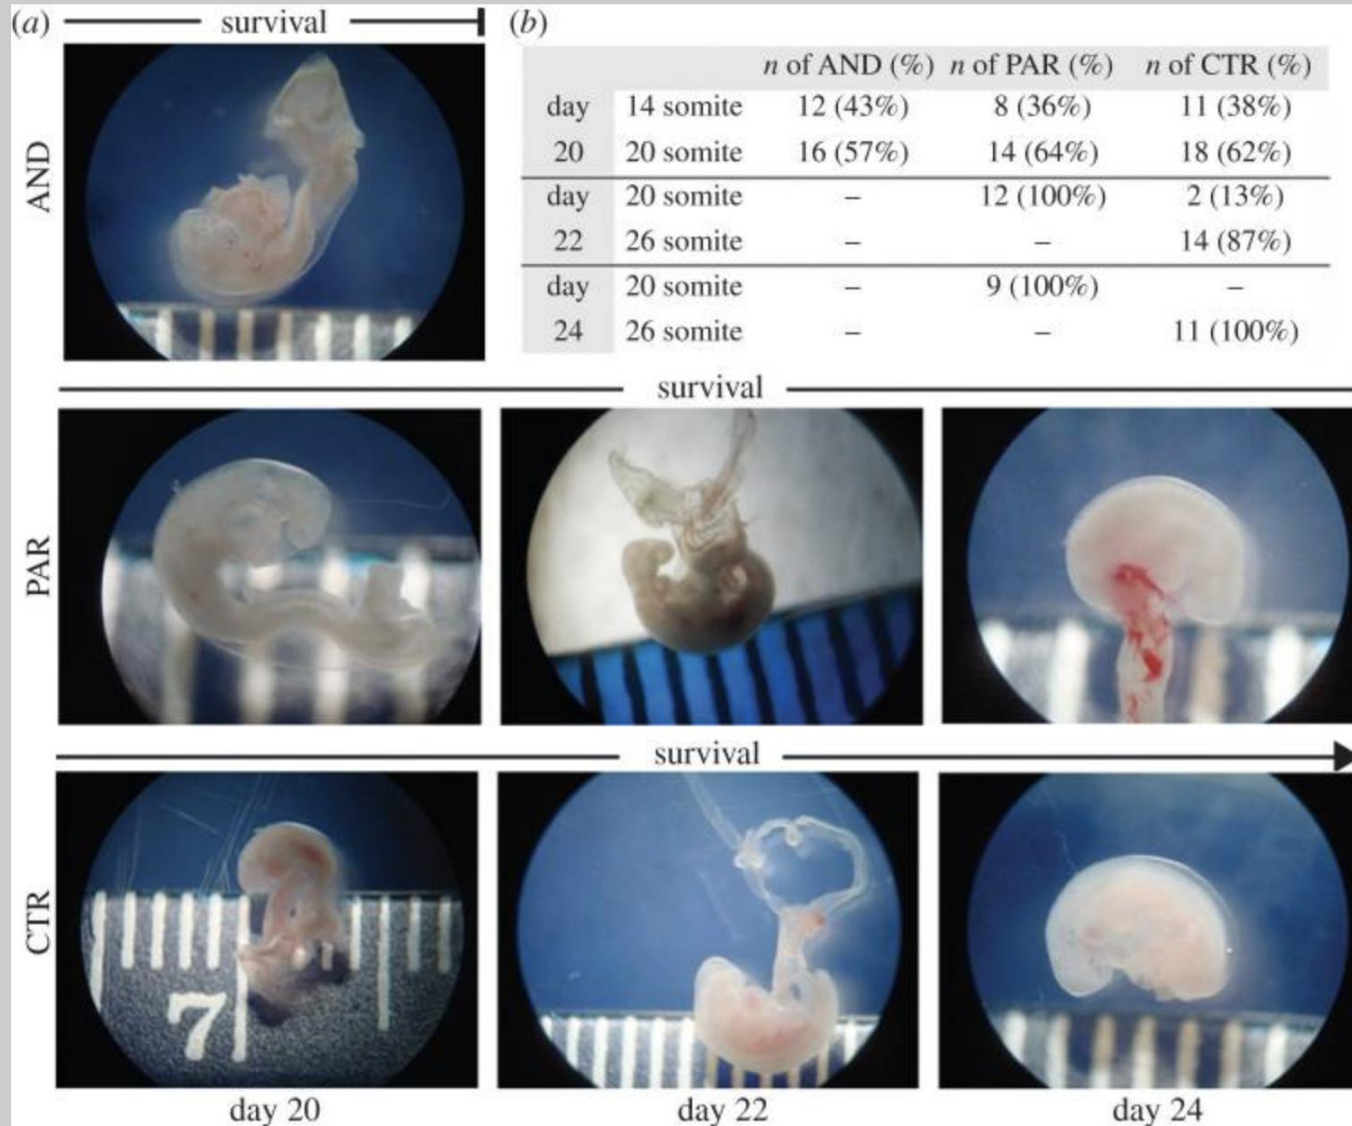 (a) survival (b)
AND
n of AND (%) n of PAR (%) n of CTR (%)
day 14 somite 12 (43%) 8 (36%) 11 (38%)
20 20 somite 16 (57%) 14 (64%) 18 (62%)
day 20 somite – 12 (100%) 2 (13%)
22 26 somite – – 14 (87%)
day 20 somite – 9 (100%) –
24 26 somite – – 11 (100%)
survival
PAR
survival
CTR
7
day 20 day 22 day 24